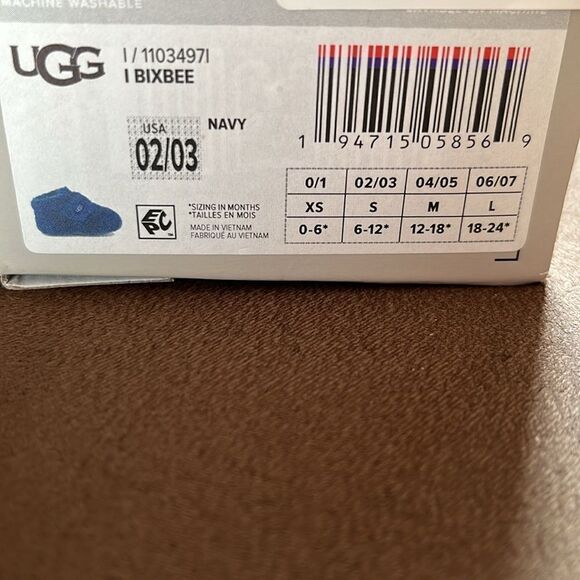 MACHINE WASHABLE
UGG
I / 1103497I
I BIXBEE
NAVY
USA
02/03
1 94715 05856 9
*SIZING IN MONTHS
*TAILLES EN MOIS
MADE IN VIETNAM
FABRIQUÉ AU VIETNAM
EPC
0/1 02/03 04/05 06/07
XS S M L
0-6* 6-12* 12-18* 18-24*